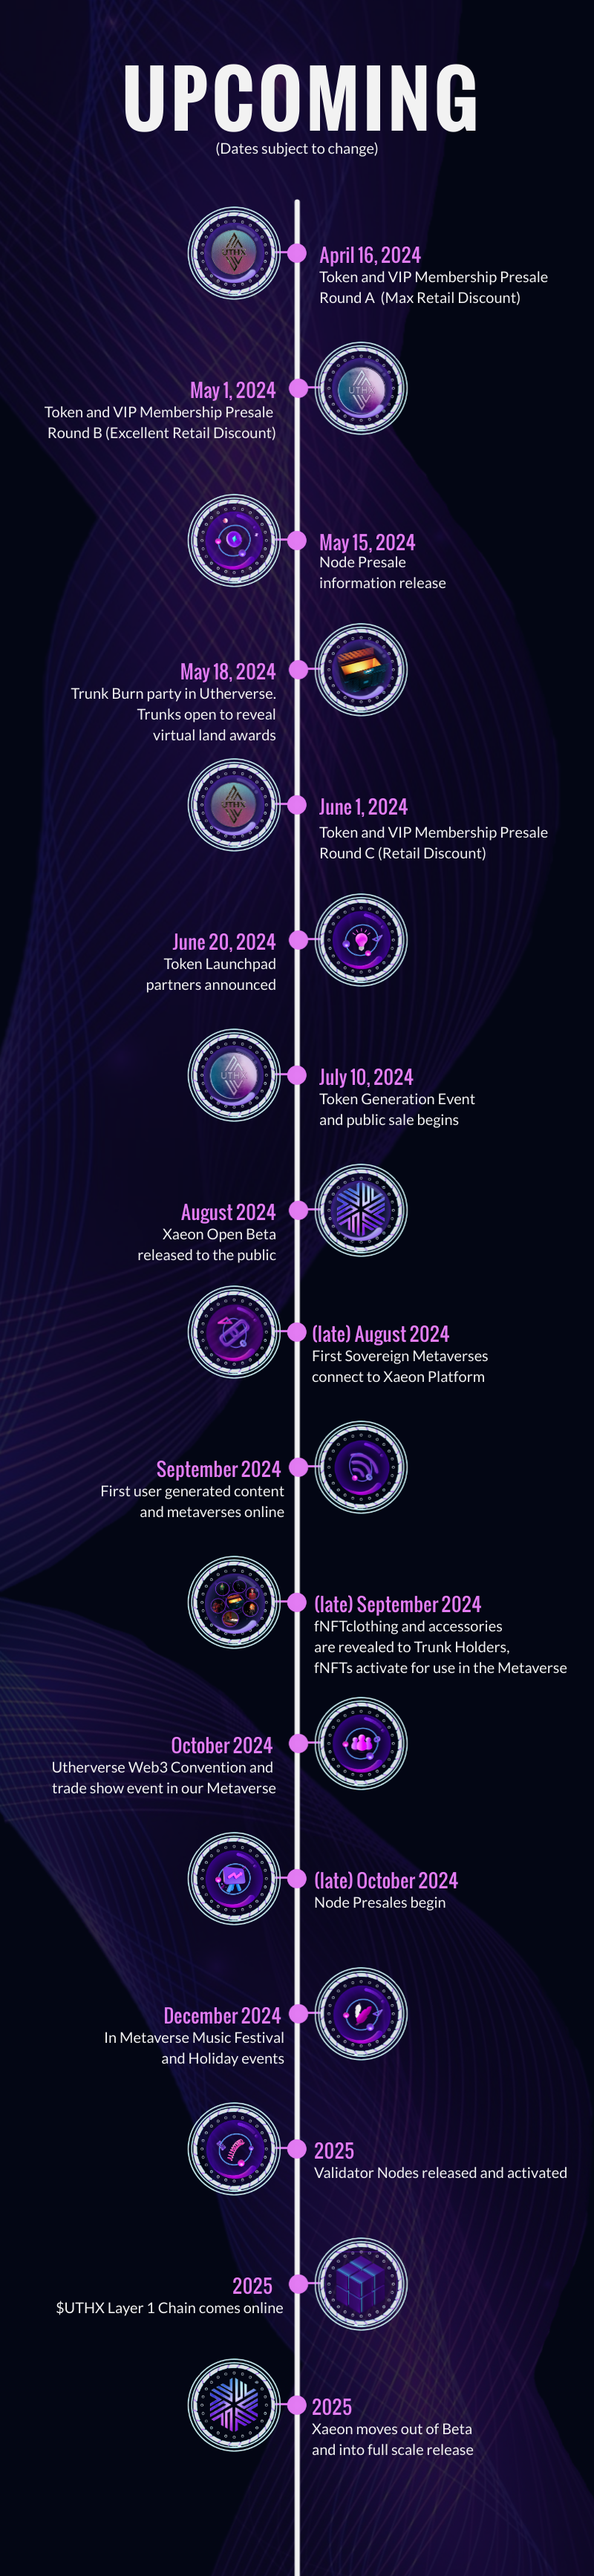 UPCOMING
(Dates subject to change)
UTHX
April 16, 2024
Token and VIP Membership Presale
Round A (Max Retail Discount)
May 1, 2024
Token and VIP Membership Presale
Round B (Excellent Retail Discount)
UTHX
May 15, 2024
Node Presale
information release
May 18, 2024
Trunk Burn party in Utherverse.
Trunks open to reveal
virtual land awards
UTHX
June 1, 2024
Token and VIP Membership Presale
Round C (Retail Discount)
June 20, 2024
Token Launchpad
partners announced
UTHX
July 10, 2024
Token Generation Event
and public sale begins
August 2024
Xaeon Open Beta
released to the public
(late) August 2024
First Sovereign Metaverses
connect to Xaeon Platform
September 2024
First user generated content
and metaverses online
(late) September 2024
fNFTclothing and accessories
are revealed to Trunk Holders,
fNFTs activate for use in the Metaverse
October 2024
Utherverse Web3 Convention and
trade show event in our Metaverse
(late) October 2024
Node Presales begin
December 2024
In Metaverse Music Festival
and Holiday events
2025
Validator Nodes released and activated
2025
$UTHX Layer 1 Chain comes online
2025
Xaeon moves out of Beta
and into full scale release